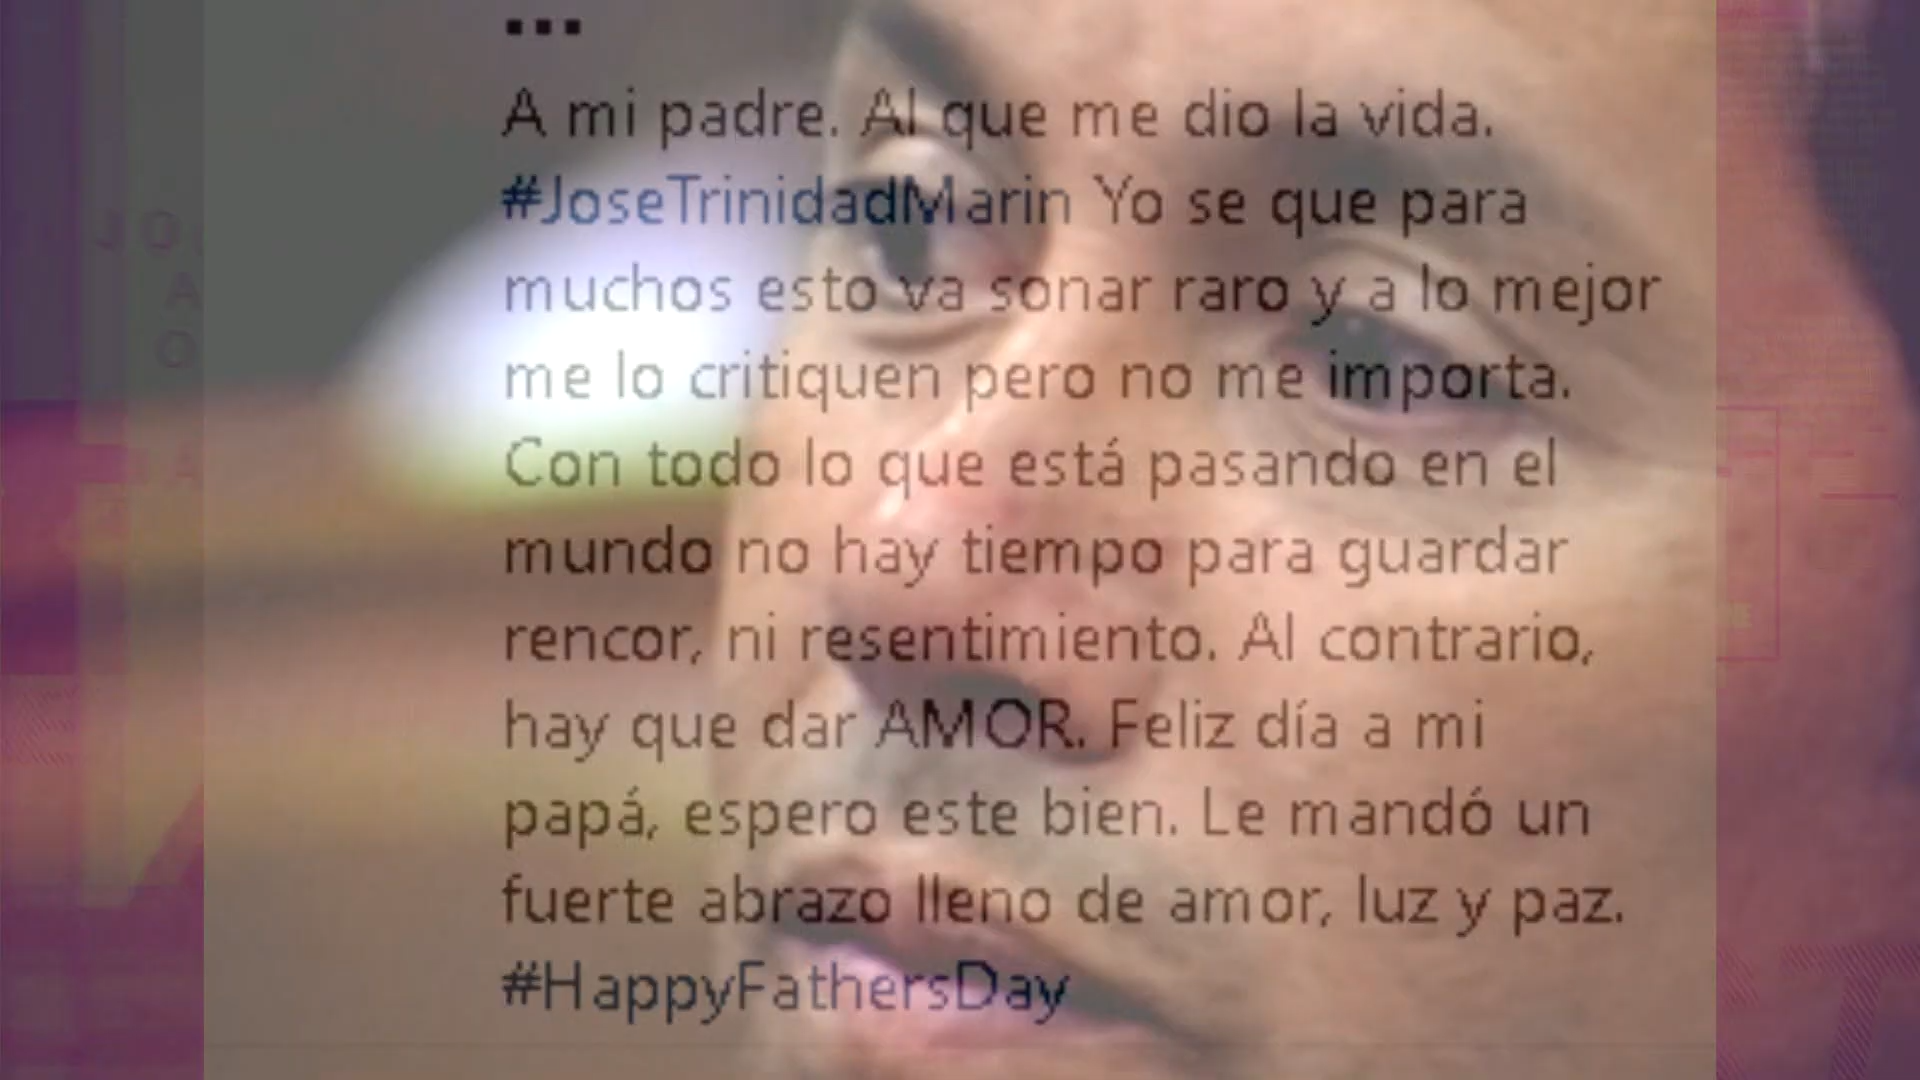 ...
A mi padre. Al que me dio la vida.
#JoseTrinidadMarin Yo se que para
muchos esto va sonar raro y a lo mejor
me lo critiquen pero no me importa.
Con todo lo que está pasando en el
mundo no hay tiempo para guardar
rencor, ni resentimiento. Al contrario,
hay que dar AMOR. Feliz día a mi
papá, espero este bien. Le mandó un
fuerte abrazo lleno de amor, luz y paz.
#HappyFathersDay